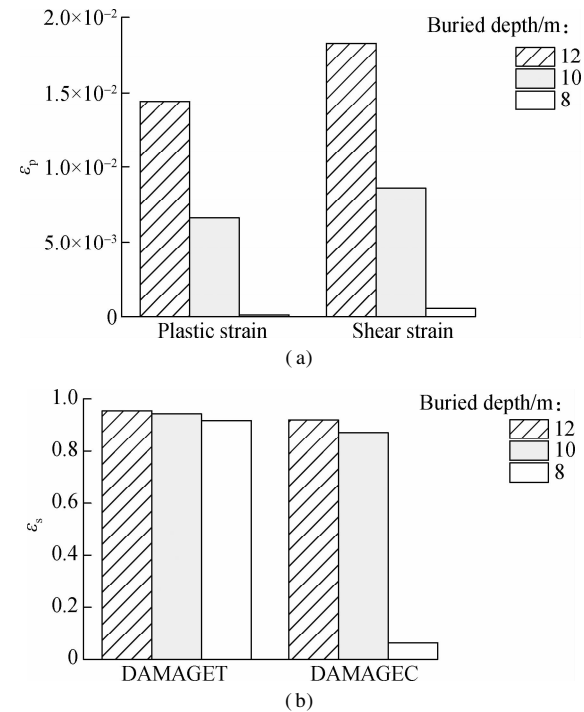 2.0×10⁻²
Buried depth/m:
12
10
8
1.5×10⁻²
1.0×10⁻²
5.0×10⁻³
0
εp
Plastic strain
Shear strain
(a)
1.0
Buried depth/m:
12
10
8
0.8
0.6
0.4
0.2
0
εs
DAMAGET
DAMAGEC
(b)